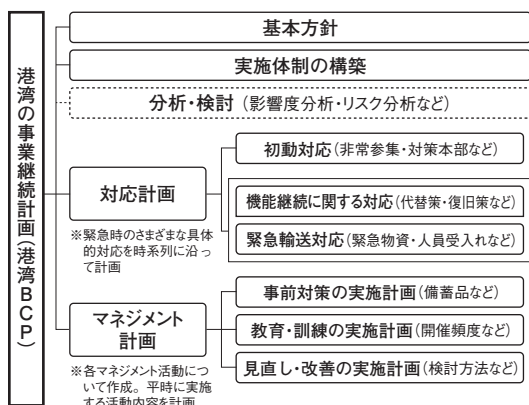 港湾の事業継続計画(港湾BCP)
基本方針
実施体制の構築
分析・検討(影響度分析・リスク分析など)
対応計画
※緊急時のさまざまな具体
的対応を時系列に沿っ
て計画
初動対応(非常参集・対策本部など)
機能継続に関する対応(代替策・復旧策など)
緊急輸送対応(緊急物資・人員受入れなど)
マネジメント
計画
※各マネジメント活動につ
いて作成。平時に実施
する活動内容を計画
事前対策の実施計画(備蓄品など)
教育・訓練の実施計画(開催頻度など)
見直し・改善の実施計画(検討方法など)